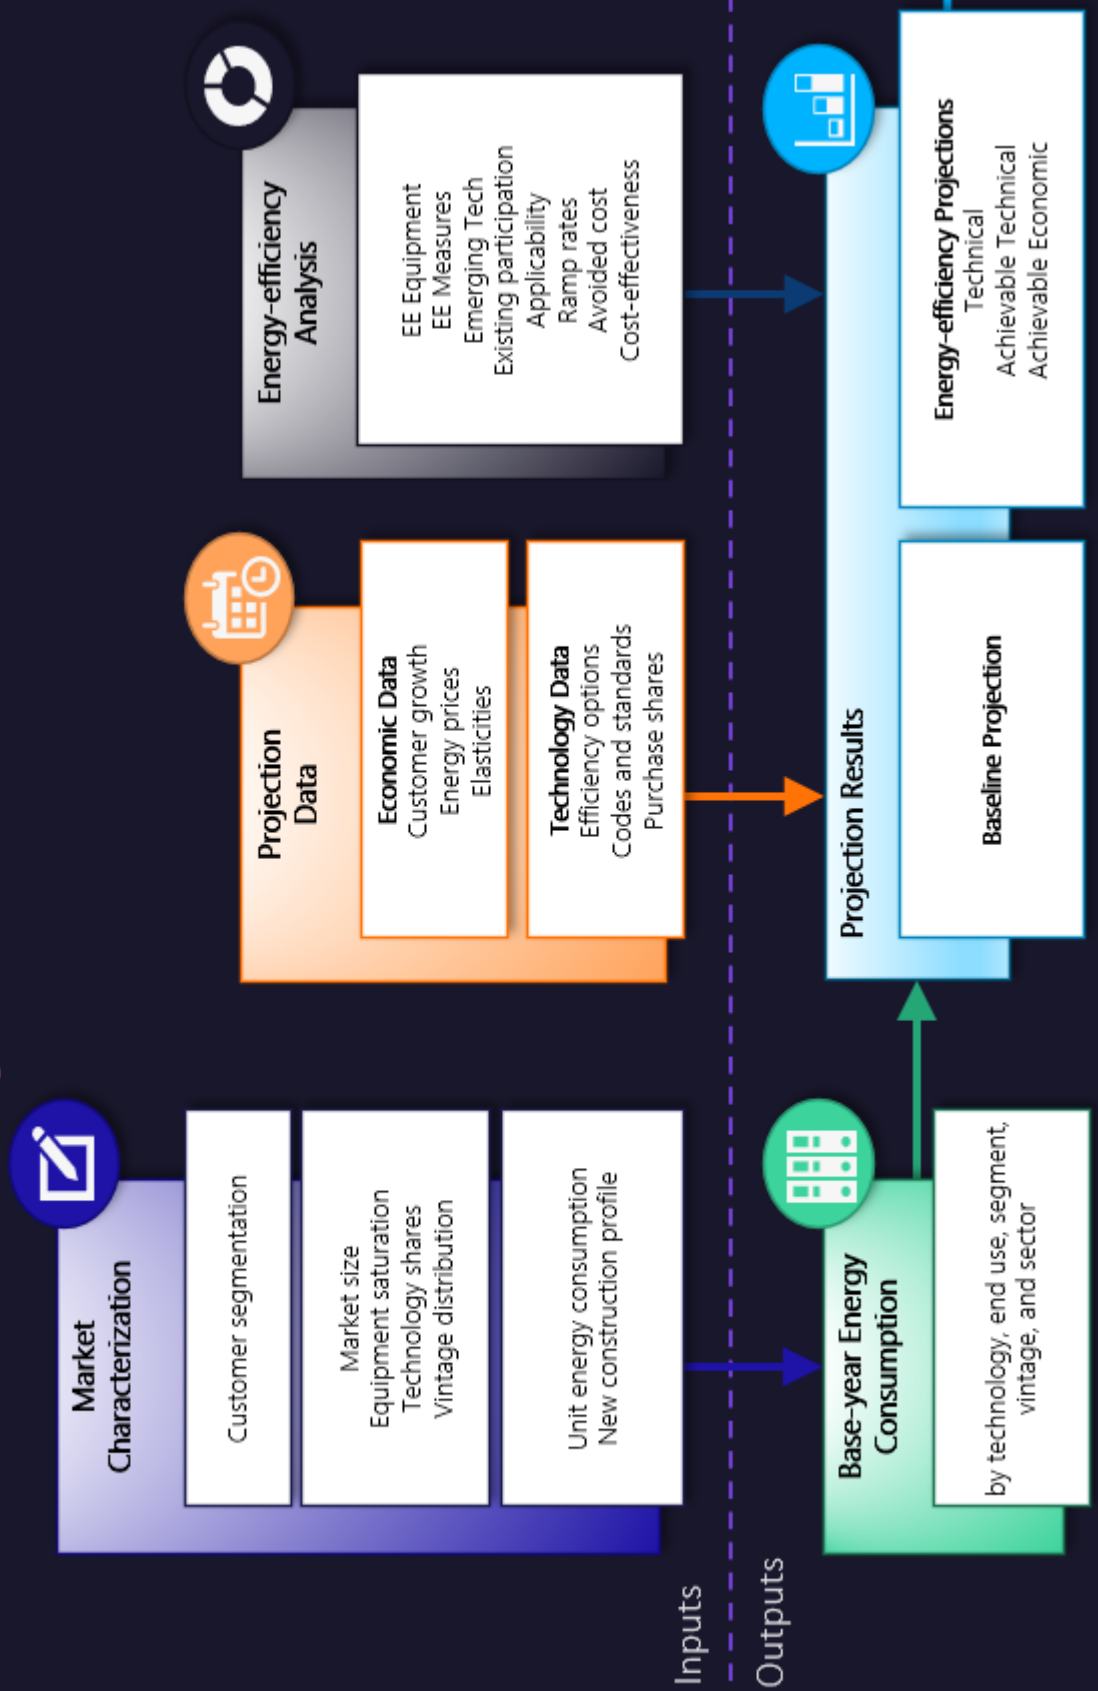 Market
Characterization
Customer segmentation
Market size
Equipment saturation
Technology shares
Vintage distribution
Unit energy consumption
New construction profile
Projection
Data
Economic Data
Customer growth
Energy prices
Elasticities
Technology Data
Efficiency options
Codes and standards
Purchase shares
Energy-efficiency
Analysis
EE Equipment
EE Measures
Emerging Tech
Existing participation
Applicability
Ramp rates
Avoided cost
Cost-effectiveness
Inputs
Outputs
Base-year Energy
Consumption
by technology, end use, segment,
vintage, and sector
Projection Results
Baseline Projection
Energy-efficiency Projections
Technical
Achievable Technical
Achievable Economic